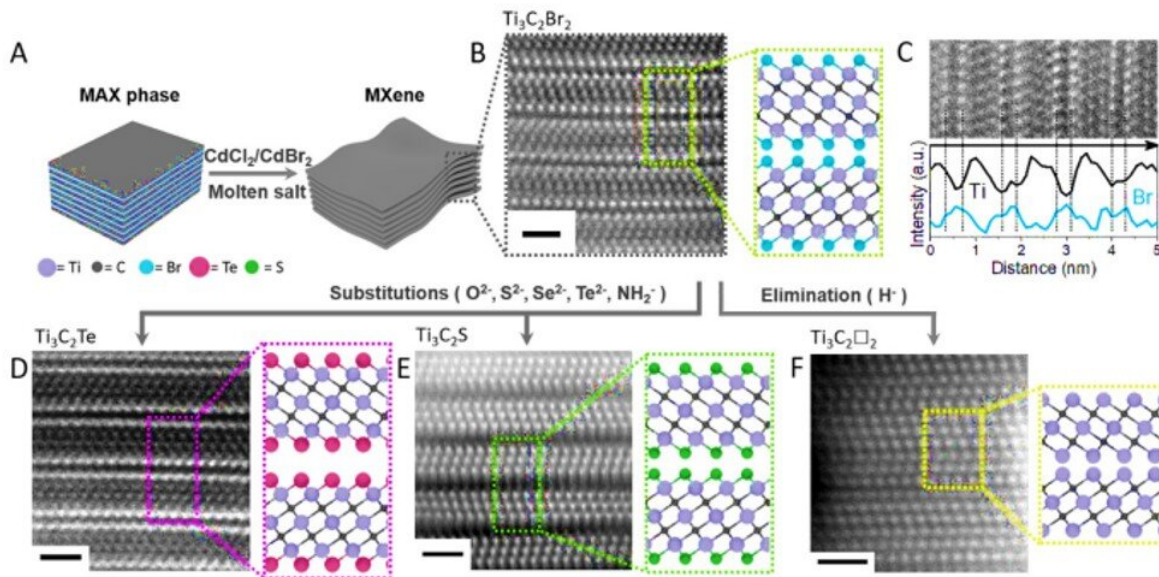 A
MAX phase
CdCl₂/CdBr₂
Molten salt
MXene
= Ti = C = Br = Te = S
B
Ti₃C₂Br₂
C
Intensity (a.u.)
Ti
Br
0 1 2 3 4 5
Distance (nm)
Substitutions ( O²⁻, S²⁻, Se²⁻, Te²⁻, NH₂⁻ )
Elimination ( H⁻ )
D
Ti₃C₂Te
E
Ti₃C₂S
F
Ti₃C₂□₂